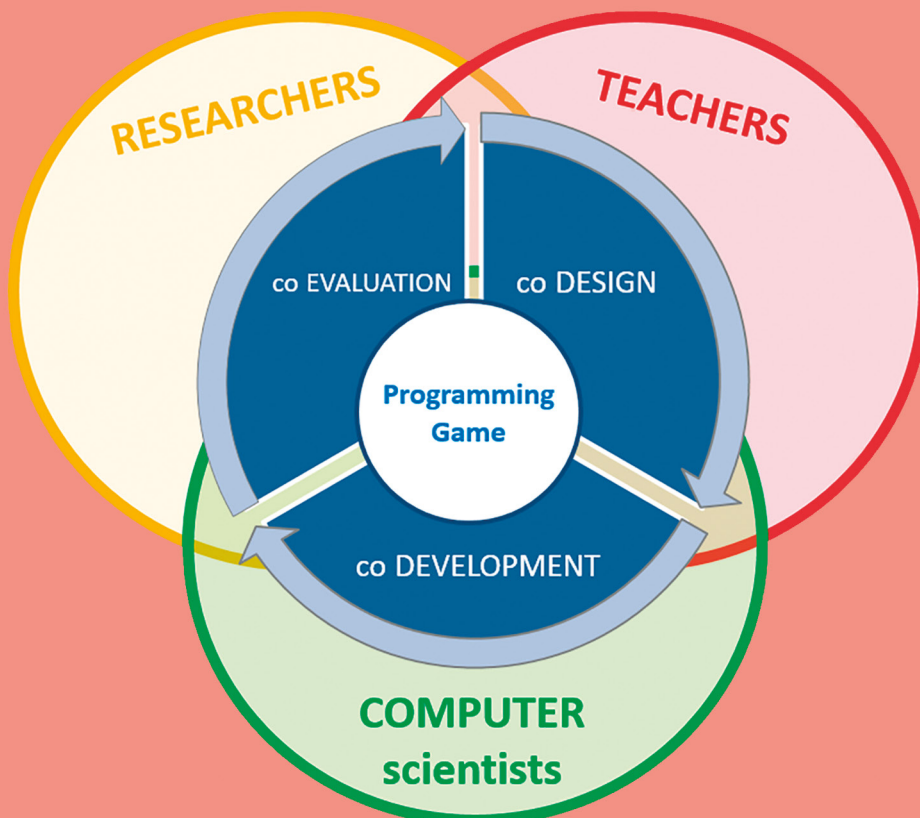 RESEARCHERS
TEACHERS
co EVALUATION
co DESIGN
Programming
Game
co DEVELOPMENT
COMPUTER
scientists